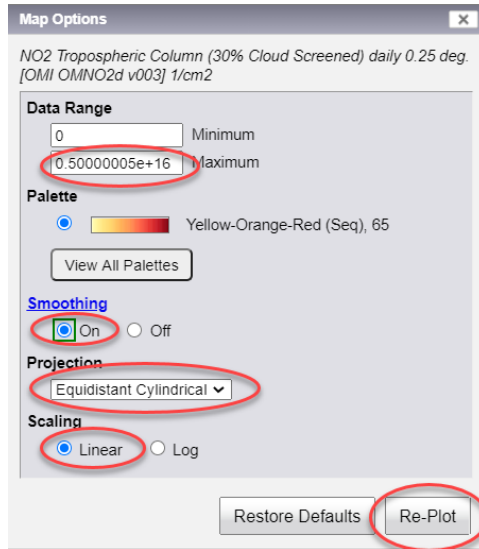 Map Options
NO2 Tropospheric Column (30% Cloud Screened) daily 0.25 deg.
[OMI OMNO2d v003] 1/cm2
Data Range
0 Minimum
0.50000005e+16 Maximum
Palette
Yellow-Orange-Red (Seq), 65
View All Palettes
Smoothing
On Off
Projection
Equidistant Cylindrical
Scaling
Linear Log
Restore Defaults Re-Plot